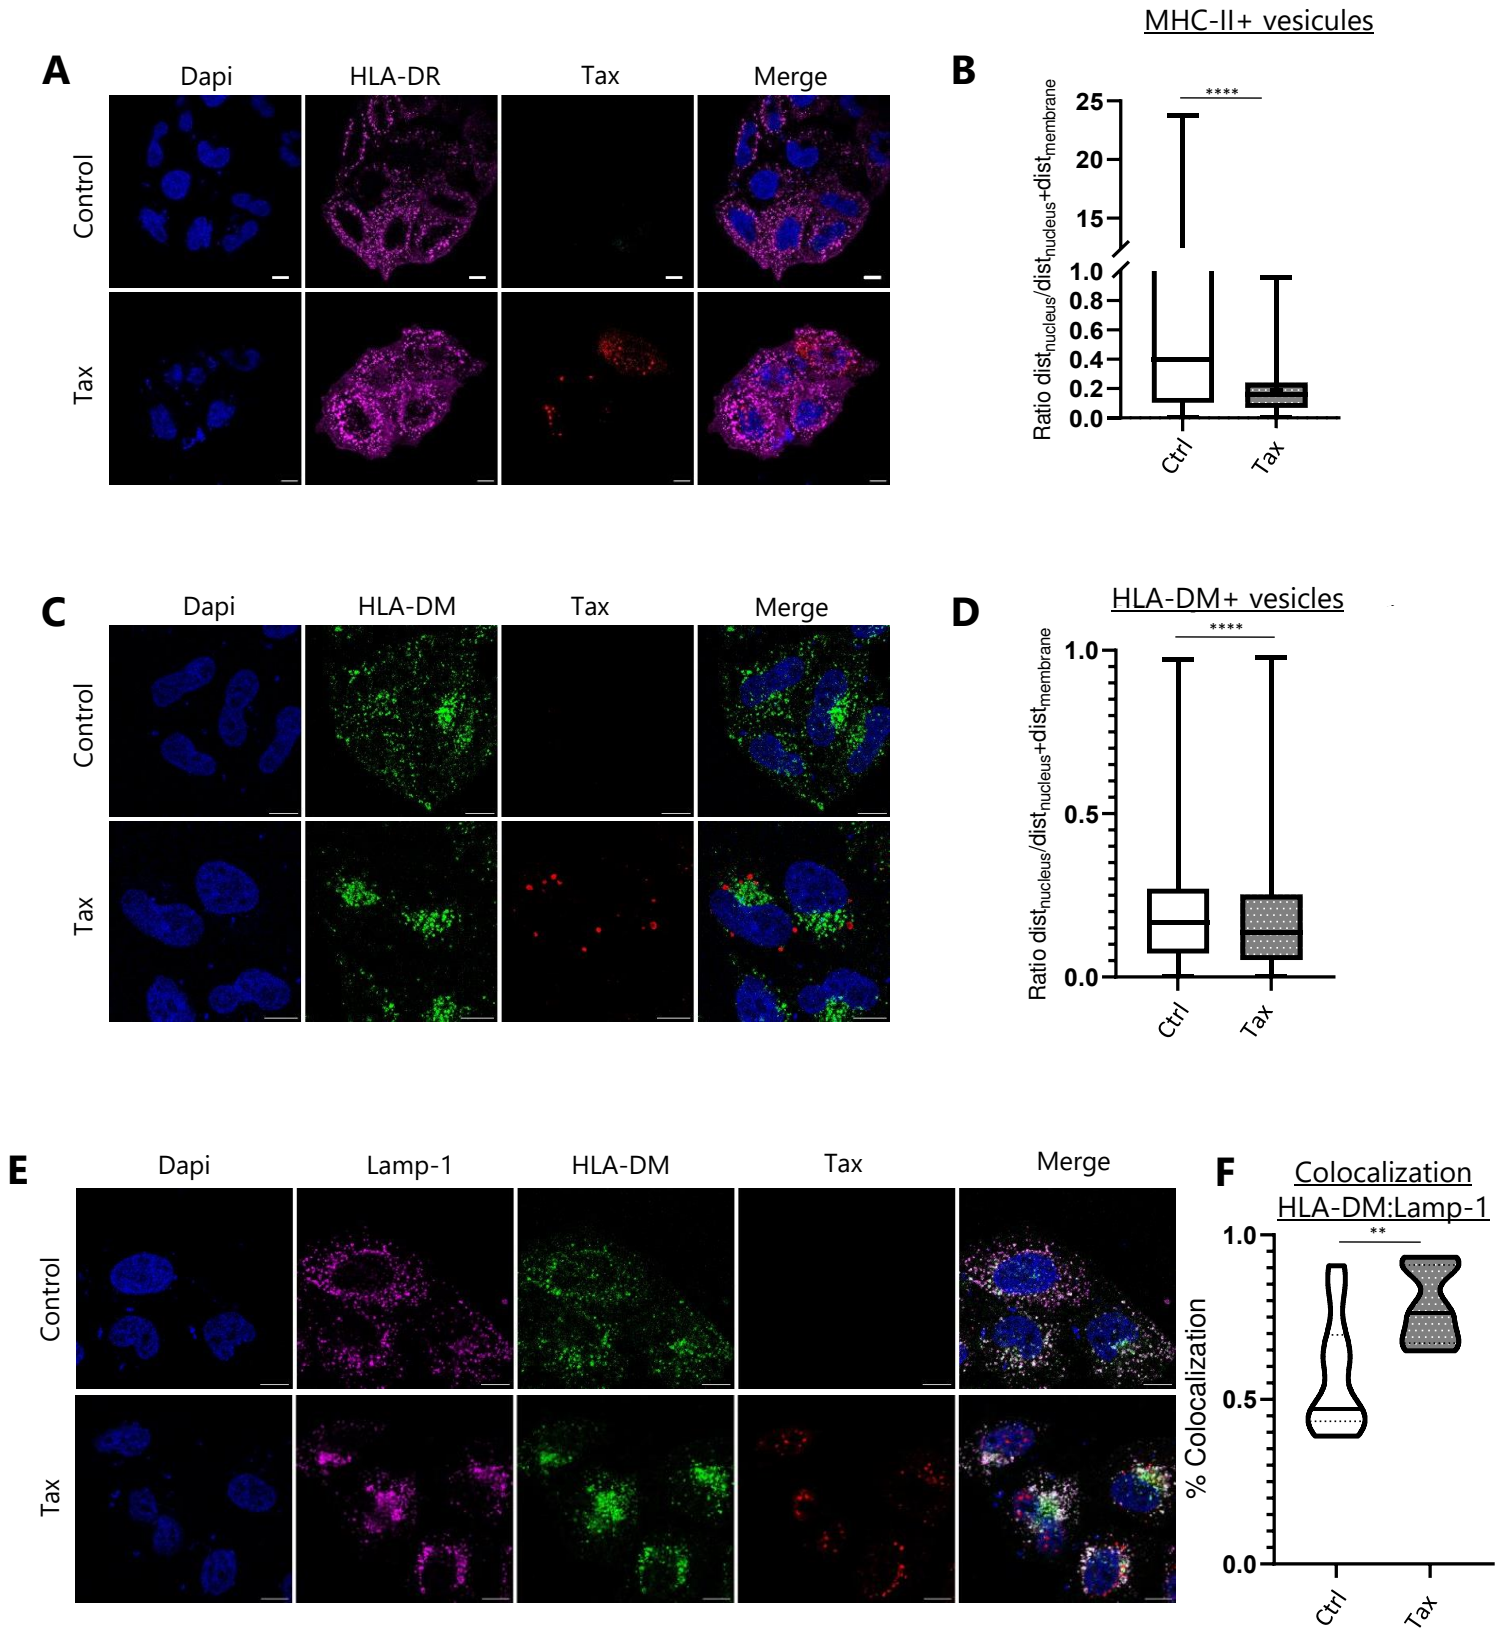 MHC-II+ vesicules
A
Dapi
HLA-DR
Tax
Merge
Control
Tax
B
Ratio distnucleus/distnudeus+distmembrane
****
25
20
15
1.0
0.8
0.6
0.4
0.2
0.0
Ctrl
Tax
C
Dapi
HLA-DM
Tax
Merge
Control
Tax
D
HLA-DM+ vesicles
Ratio distnucleus/distnucleus+distmembrane
****
1.0
0.5
0.0
Ctrl
Tax
E
Dapi
Lamp-1
HLA-DM
Tax
Merge
Control
Tax
F
Colocalization
HLA-DM:Lamp-1
% Colocalization
**
1.0
0.5
0.0
Ctrl
Tax